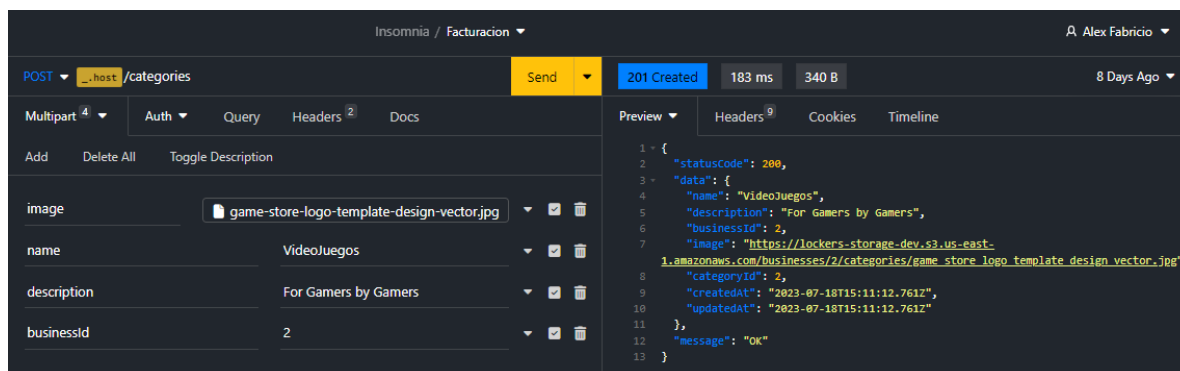 Insomnia / Facturacion
Alex Fabricio
POST _.host /categories
Send
201 Created 183 ms 340 B
8 Days Ago
Multipart 4 Auth Query Headers 2 Docs
Preview Headers 9 Cookies Timeline
Add Delete All Toggle Description
image game-store-logo-template-design-vector.jpg
name VideoJuegos
description For Gamers by Gamers
businessId 2
1 {
2 "statusCode": 200,
3 "data": {
4 "name": "VideoJuegos",
5 "description": "For Gamers by Gamers",
6 "businessId": 2,
7 "image": "https://lockers-storage-dev.s3.us-east-
1.amazonaws.com/businesses/2/categories/game_store_logo_template_design_vector.jpg"
8 "categoryId": 2,
9 "createdAt": "2023-07-18T15:11:12.761Z",
10 "updatedAt": "2023-07-18T15:11:12.761Z"
11 },
12 "message": "OK"
13 }